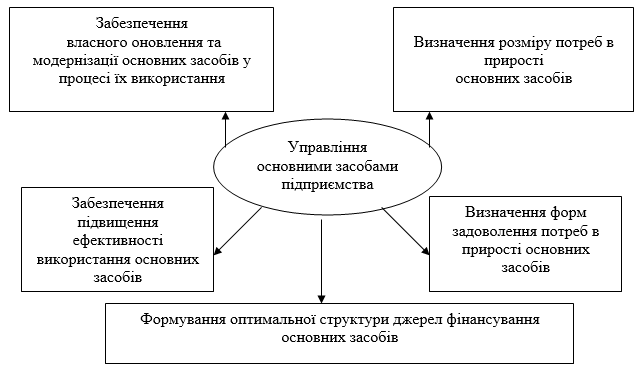 Забезпечення
власного оновлення та
модернізації основних засобів у
процесі їх використання
Визначення розміру потреб в
прирості
основних засобів
Управління
основними засобами
підприємства
Забезпечення
підвищення
ефективності
використання основних
засобів
Визначення форм
задоволення потреб в
прирості основних
засобів
Формування оптимальної структури джерел фінансування
основних засобів